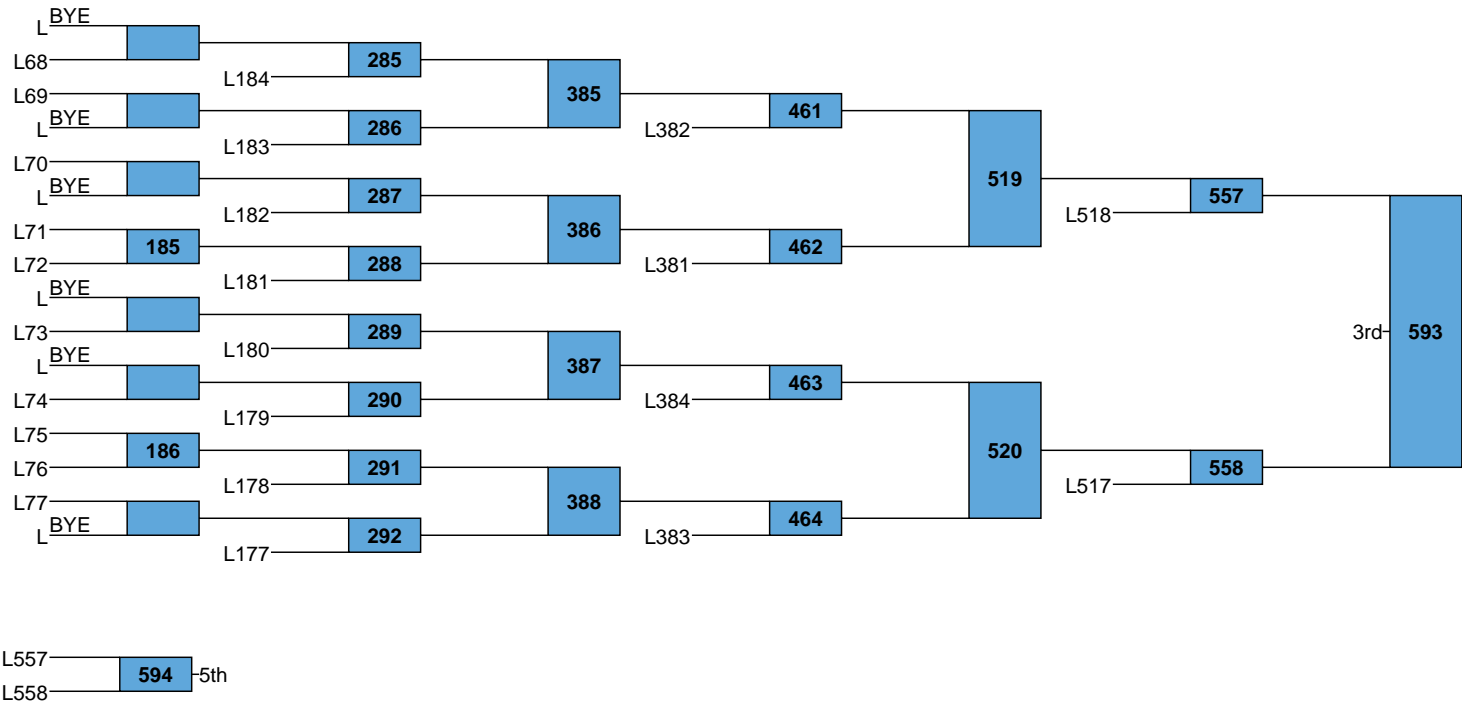 BYE
L
L68
L184
285
L69
BYE
L
L183
286
385
L382
461
L70
BYE
L
L182
287
L71
L72
185
L181
288
386
L381
462
519
L518
557
BYE
L
L73
L180
289
BYE
L
L74
L179
290
387
L384
463
L75
L76
186
L178
291
L77
BYE
L
L177
292
388
L383
464
520
L517
558
3rd
593
L557
L558
594
5th